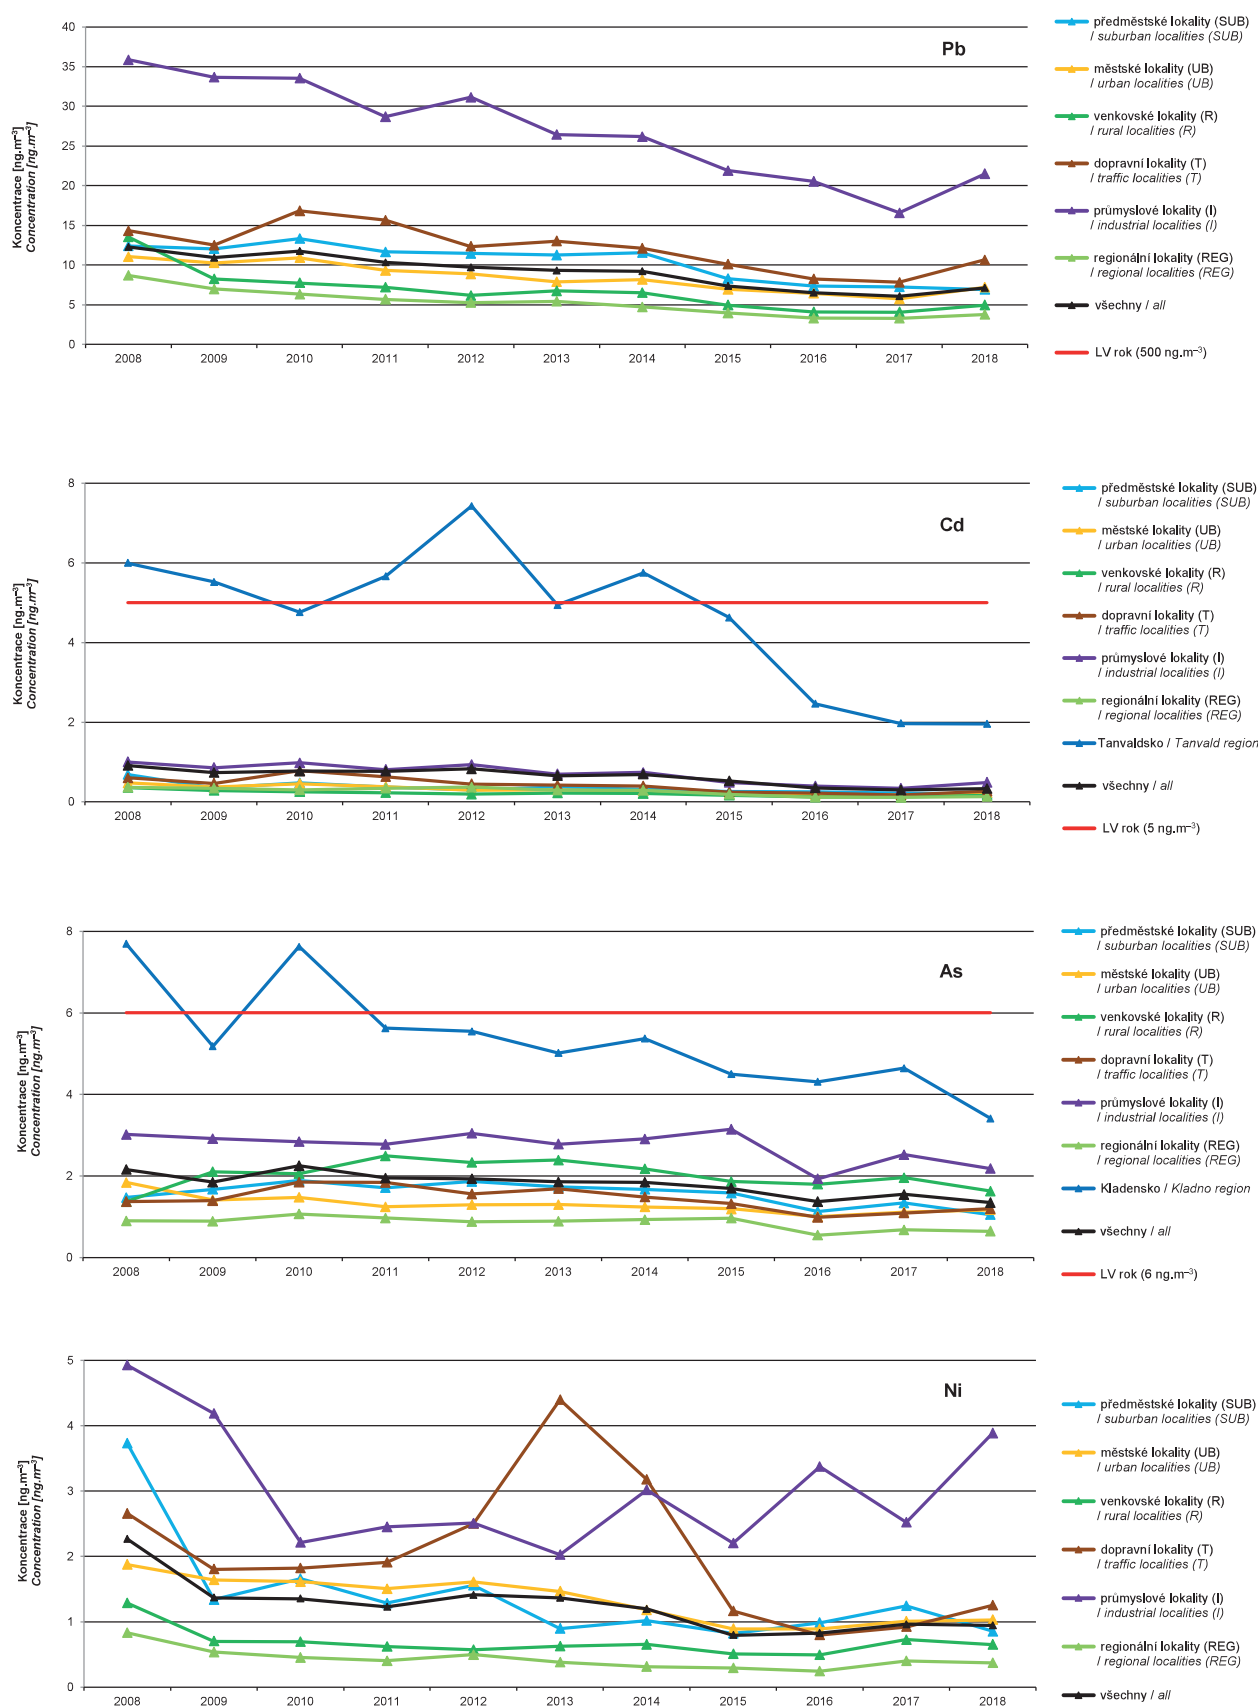 Pb
Koncentrace [ng.m⁻³]
Concentration [ng.m⁻³]
40
35
30
25
20
15
10
5
0
2008 2009 2010 2011 2012 2013 2014 2015 2016 2017 2018
předměstské lokality (SUB)
/ suburban localities (SUB)
městské lokality (UB)
/ urban localities (UB)
venkovské lokality (R)
/ rural localities (R)
dopravní lokality (T)
/ traffic localities (T)
průmyslové lokality (I)
/ industrial localities (I)
regionální lokality (REG)
/ regional localities (REG)
všechny / all
LV rok (500 ng.m⁻³)
Cd
Koncentrace [ng.m⁻³]
Concentration [ng.m⁻³]
8
6
4
2
0
2008 2009 2010 2011 2012 2013 2014 2015 2016 2017 2018
předměstské lokality (SUB)
/ suburban localities (SUB)
městské lokality (UB)
/ urban localities (UB)
venkovské lokality (R)
/ rural localities (R)
dopravní lokality (T)
/ traffic localities (T)
průmyslové lokality (I)
/ industrial localities (I)
regionální lokality (REG)
/ regional localities (REG)
Tanvaldsko / Tanvald region
všechny / all
LV rok (5 ng.m⁻³)
As
Koncentrace [ng.m⁻³]
Concentration [ng.m⁻³]
8
6
4
2
0
2008 2009 2010 2011 2012 2013 2014 2015 2016 2017 2018
předměstské lokality (SUB)
/ suburban localities (SUB)
městské lokality (UB)
/ urban localities (UB)
venkovské lokality (R)
/ rural localities (R)
dopravní lokality (T)
/ traffic localities (T)
průmyslové lokality (I)
/ industrial localities (I)
regionální lokality (REG)
/ regional localities (REG)
Kladensko / Kladno region
všechny / all
LV rok (6 ng.m⁻³)
Ni
Koncentrace [ng.m⁻³]
Concentration [ng.m⁻³]
5
4
3
2
1
0
2008 2009 2010 2011 2012 2013 2014 2015 2016 2017 2018
předměstské lokality (SUB)
/ suburban localities (SUB)
městské lokality (UB)
/ urban localities (UB)
venkovské lokality (R)
/ rural localities (R)
dopravní lokality (T)
/ traffic localities (T)
průmyslové lokality (I)
/ industrial localities (I)
regionální lokality (REG)
/ regional localities (REG)
všechny / all